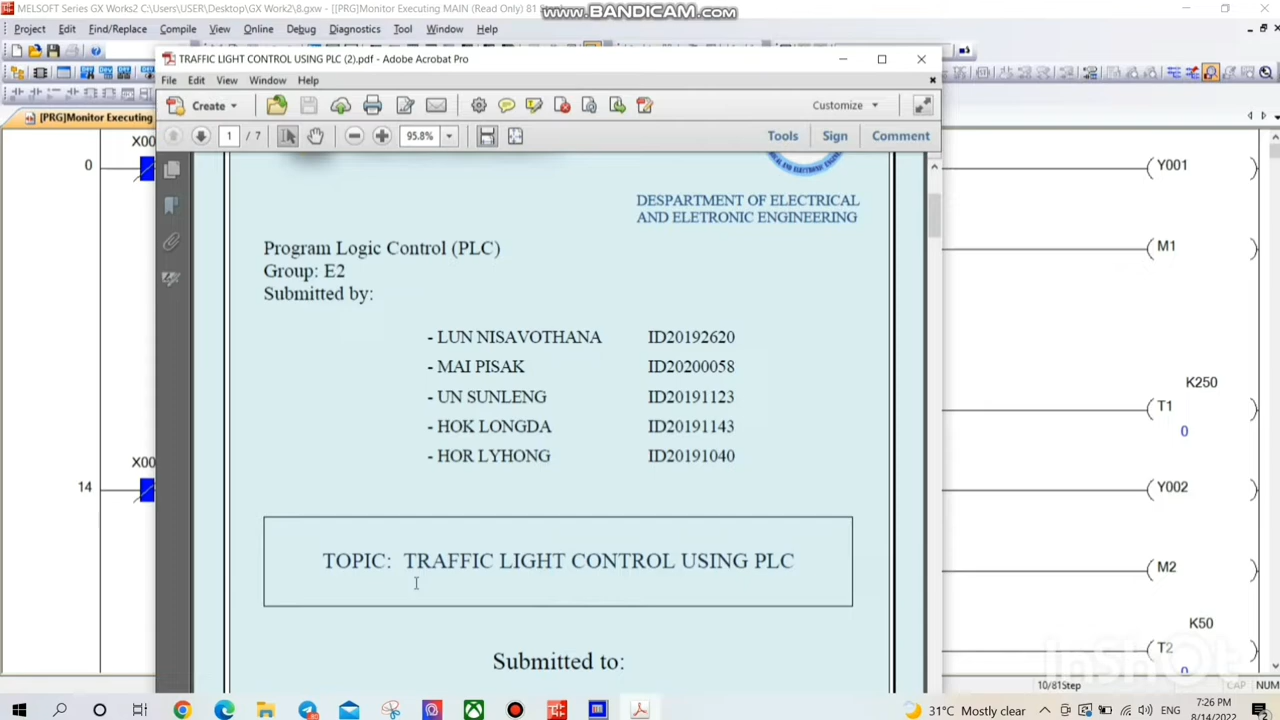 MELSOFT Series GX Works2 C:\Users\USER\Desktop\GX Work2\8.gxw - [[PRG]Monitor Executing MAIN (Read Only) 81 S
www.BANDICAM.com
Project Edit Find/Replace Compile View Online Debug Diagnostics Tool Window Help
TRAFFIC LIGHT CONTROL USING PLC (2).pdf - Adobe Acrobat Pro
File Edit View Window Help
Create
Customize
[PRG]Monitor Executing
1 / 7
95.8%
Tools Sign Comment
X00
0
Y001
DESPARTMENT OF ELECTRICAL
AND ELETRONIC ENGINEERING
Program Logic Control (PLC)
M1
Group: E2
Submitted by:
- LUN NISAVOTHANA ID20192620
- MAI PISAK ID20200058
K250
- UN SUNLENG ID20191123
T1
- HOK LONGDA ID20191143
0
- HOR LYHONG ID20191040
X00
14
Y002
TOPIC: TRAFFIC LIGHT CONTROL USING PLC
M2
K50
T2
0
Submitted to:
InShOt
10/81Step
CAP
NUM
31°C Mostly clear
ENG
7:26 PM
8/14/2022